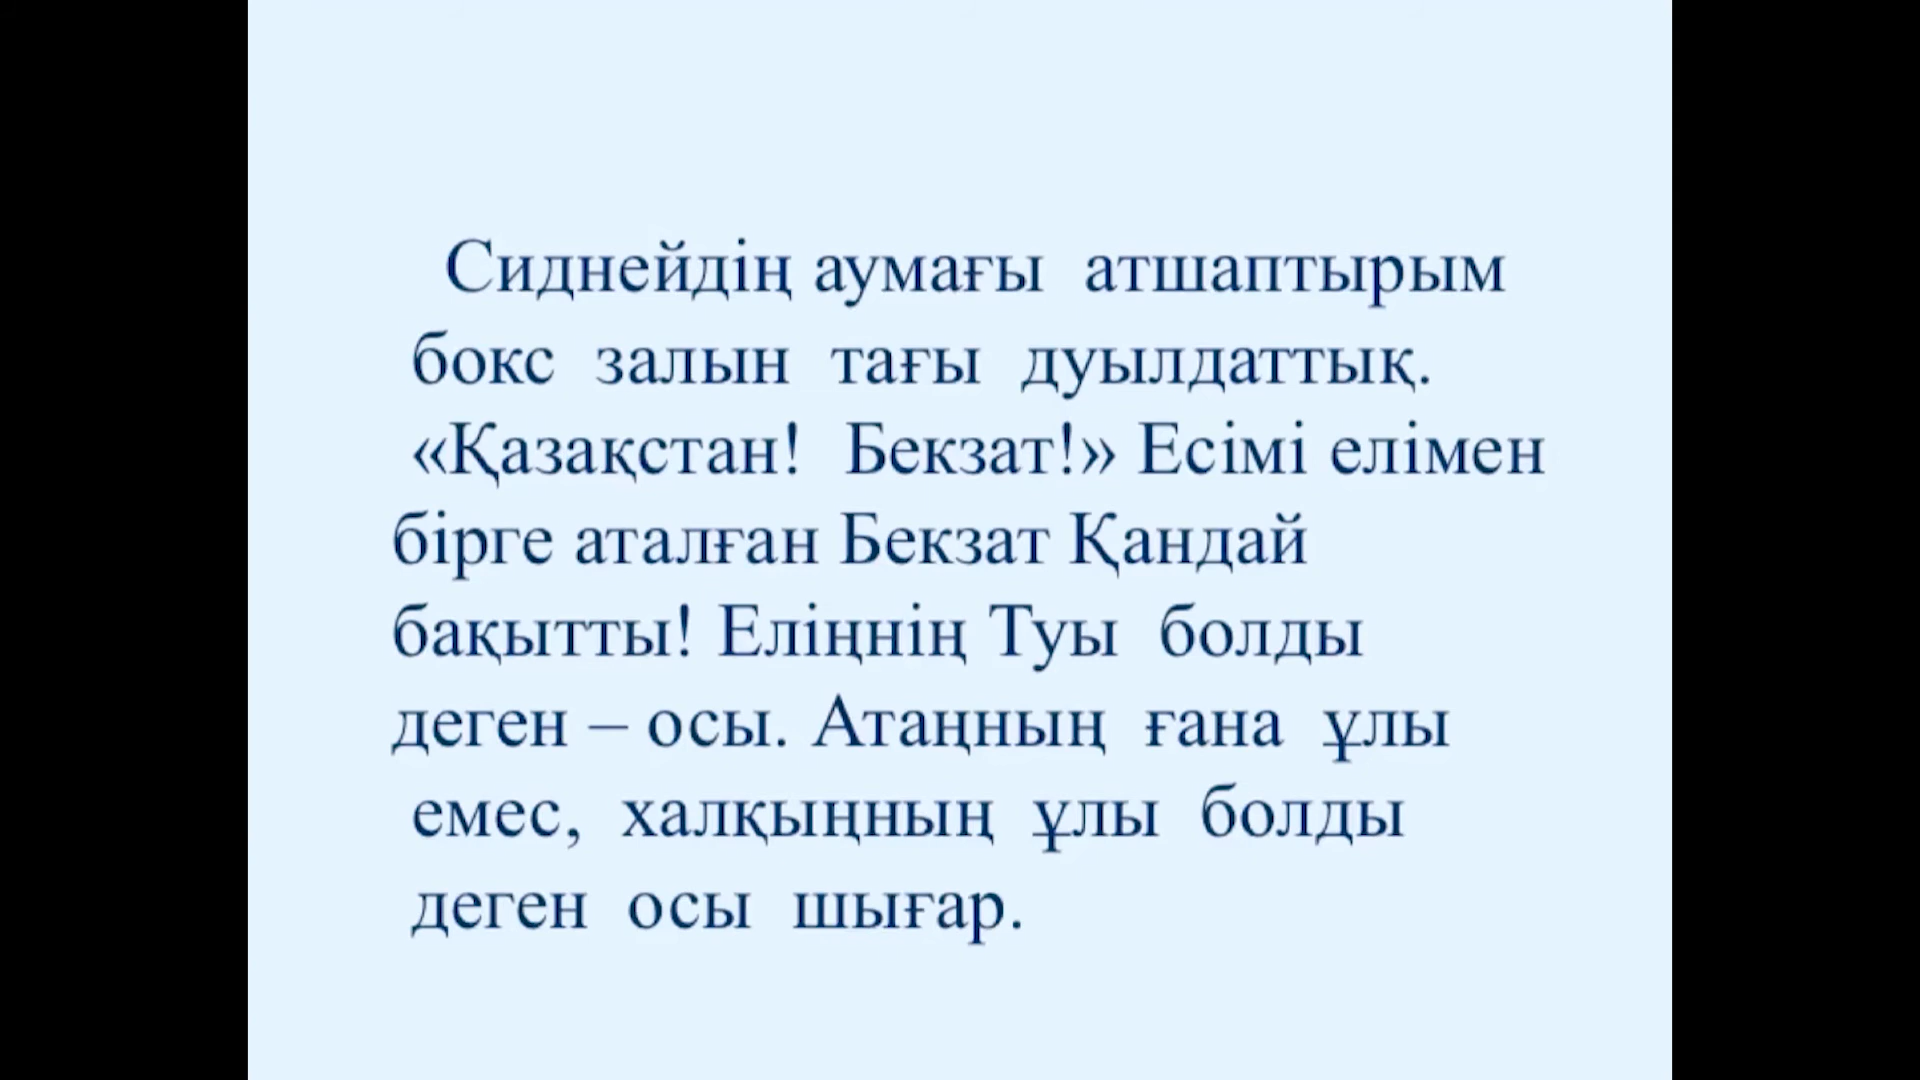 Сиднейдің аумағы атшаптырым
бокс залын тағы дуылдаттық.
«Қазақстан! Бекзат!» Есімі елімен
бірге аталған Бекзат Қандай
бақытты! Еліңнің Туы болды
деген – осы. Атаңның ғана ұлы
емес, халқыңның ұлы болды
деген осы шығар.